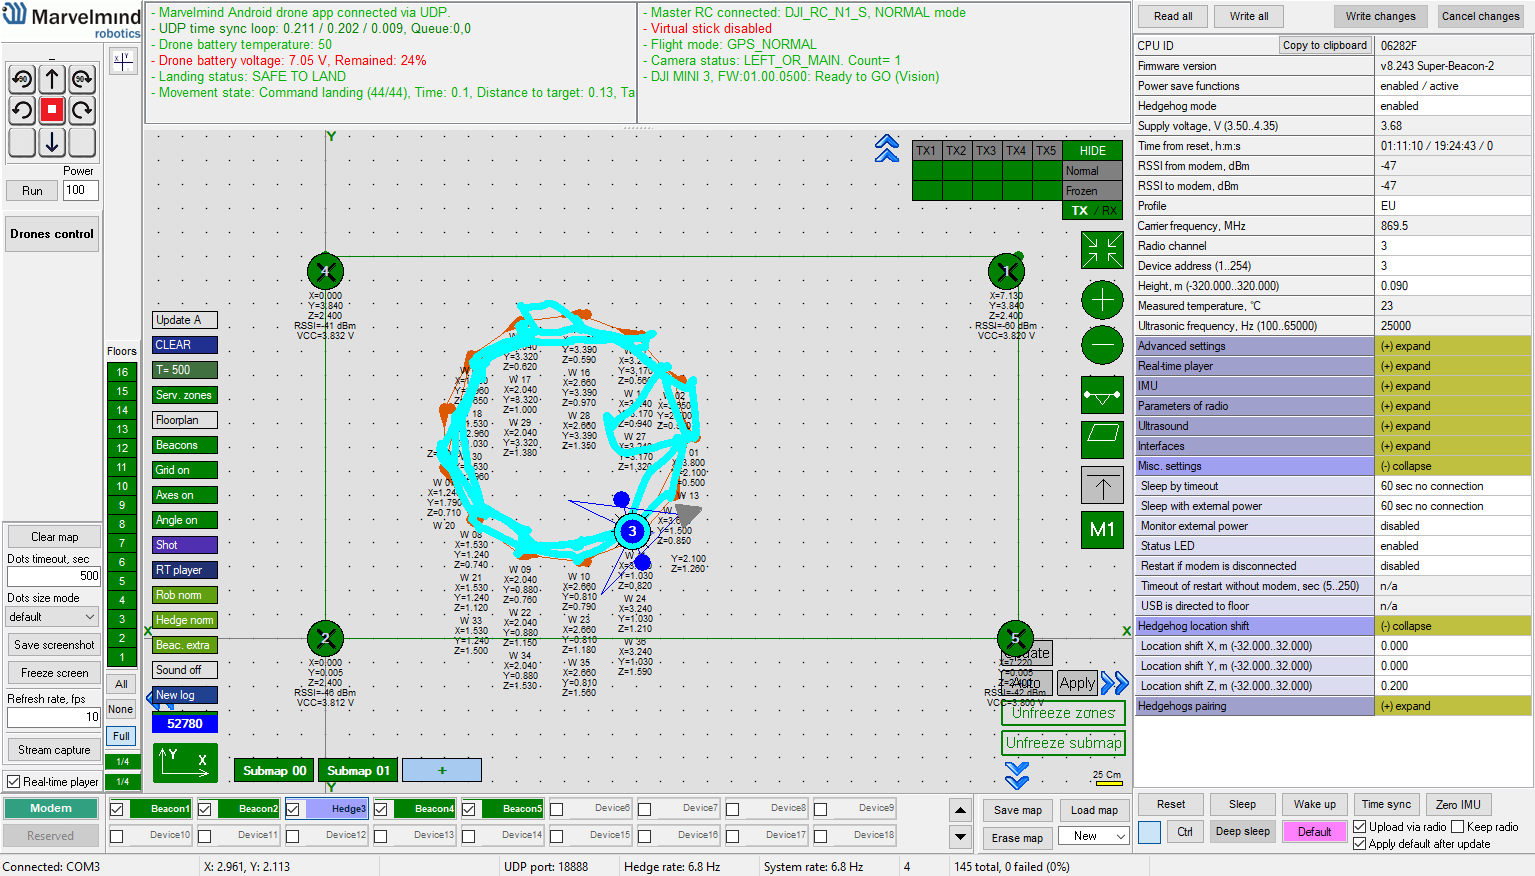 Marvelmind
robotics
90
90
Power
Run
100
Drones control
- Marvelmind Android drone app connected via UDP.
- UDP time sync loop: 0.211 / 0.202 / 0.009, Queue:0,0
- Drone battery temperature: 50
- Drone battery voltage: 7.05 V, Remained: 24%
- Landing status: SAFE TO LAND
- Movement state: Command landing (44/44), Time: 0.1, Distance to target: 0.13, Ta
- Master RC connected: DJI_RC_N1_S, NORMAL mode
- Virtual stick disabled
- Flight mode: GPS_NORMAL
- Camera status: LEFT_OR_MAIN. Count= 1
- DJI MINI 3, FW:01.00.0500: Ready to GO (Vision)
Y
TX1 TX2 TX3 TX4 TX5 HIDE
Normal
Frozen
TX / RX
4
X=0.000
Y=3.840
Z=2.400
RSSI=-41 dBm
VCC=3.832 V
1
X=7.130
Y=3.840
Z=2.400
RSSI=-60 dBm
VCC=3.820 V
Update A
CLEAR
T= 500
Serv. zones
Floorplan
Beacons
Grid on
Axes on
Angle on
Shot
RT player
Rob norm
Hedge norm
Beac. extra
Sound off
New log
52780
Y X
Floors
16
15
14
13
12
11
10
9
8
7
6
5
4
3
2
1
All
None
Full
1/4
1/4
Clear map
Dots timeout, sec
500
Dots size mode
default
Save screenshot
Freeze screen
Refresh rate, fps
10
Stream capture
Real-time player
Y=3.320
Z=0.620
W 17
X=2.040
Z=1.000
W 29
X=2.040
Y=3.320
Z=1.380
Y=3.390
Z=0.590
W 16
X=2.660
Y=3.390
Z=0.970
W 28
X=2.660
Y=3.390
Z=1.350
W 27
Z=1.320
W 13
Z=0.850
Y=2.100
Z=1.260
X=1.240
Y=1.790
Z=0.710
W 20
W 08
X=1.530
Y=1.240
Z=0.740
W 21
X=1.530
Y=1.240
Z=1.120
W 33
X=1.530
Y=1.240
Z=1.500
W 09
X=2.040
Y=0.880
Z=0.760
W 22
X=2.040
Y=0.880
Z=1.150
W 34
X=2.040
Y=0.880
Z=1.530
W 10
X=2.660
Y=0.810
Z=0.790
W 23
X=2.660
Y=0.810
Z=1.180
W 35
X=2.660
Y=0.810
Z=1.560
3
Y=1.030
Z=0.820
W 24
X=3.240
Y=1.030
Z=1.210
W 36
X=3.240
Y=1.030
Z=1.590
M1
X
X
2
X=0.000
Y=0.000
Z=2.400
RSSI=-46 dBm
VCC=3.812 V
5
X=7.220
Y=0.005
Z=2.400
RSSI=-42 dBm
VCC=3.800 V
Apply
Unfreeze zones
Unfreeze submap
25 Cm
Submap 00
Submap 01
+
Y
Read all
Write all
Write changes
Cancel changes
CPU ID Copy to clipboard 06282F
Firmware version v8.243 Super-Beacon-2
Power save functions enabled / active
Hedgehog mode enabled
Supply voltage, V (3.50..4.35) 3.68
Time from reset, h:m:s 01:11:10 / 19:24:43 / 0
RSSI from modem, dBm -47
RSSI to modem, dBm -47
Profile EU
Carrier frequency, MHz 869.5
Radio channel 3
Device address (1..254) 3
Height, m (-320.000..320.000) 0.090
Measured temperature, °C 23
Ultrasonic frequency, Hz (100..65000) 25000
Advanced settings (+) expand
Real-time player (+) expand
IMU (+) expand
Parameters of radio (+) expand
Ultrasound (+) expand
Interfaces (+) expand
Misc. settings (-) collapse
Sleep by timeout 60 sec no connection
Sleep with external power 60 sec no connection
Monitor external power disabled
Status LED enabled
Restart if modem is disconnected disabled
Timeout of restart without modem, sec (5..250) n/a
USB is directed to floor n/a
Hedgehog location shift (-) collapse
Location shift X, m (-32.000..32.000) 0.000
Location shift Y, m (-32.000..32.000) 0.000
Location shift Z, m (-32.000..32.000) 0.200
Hedgehogs pairing (+) expand
Modem
Reserved
Beacon1 Beacon2 Hedge3 Beacon4 Beacon5 Device6 Device7 Device8 Device9
Device10 Device11 Device12 Device13 Device14 Device15 Device16 Device17 Device18
Save map
Load map
Erase map
New
Reset
Sleep
Wake up
Time sync
Zero IMU
Ctrl
Deep sleep
Default
Upload via radio
Keep radio
Apply default after update
Connected: COM3
X: 2.961, Y: 2.113
UDP port: 18888
Hedge rate: 6.8 Hz
System rate: 6.8 Hz
4
145 total, 0 failed (0%)